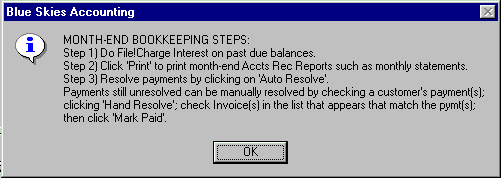 Blue Skies Accounting
MONTH-END BOOKKEEPING STEPS:
Step 1) Do File!Charge Interest on past due balances.
Step 2) Click 'Print' to print month-end Accts Rec Reports such as monthly statements.
Step 3) Resolve payments by clicking on 'Auto Resolve'.
Payments still unresolved can be manually resolved by checking a customer's payment(s);
clicking 'Hand Resolve'; check Invoice(s) in the list that appears that match the pymt(s);
then click 'Mark Paid'.
OK